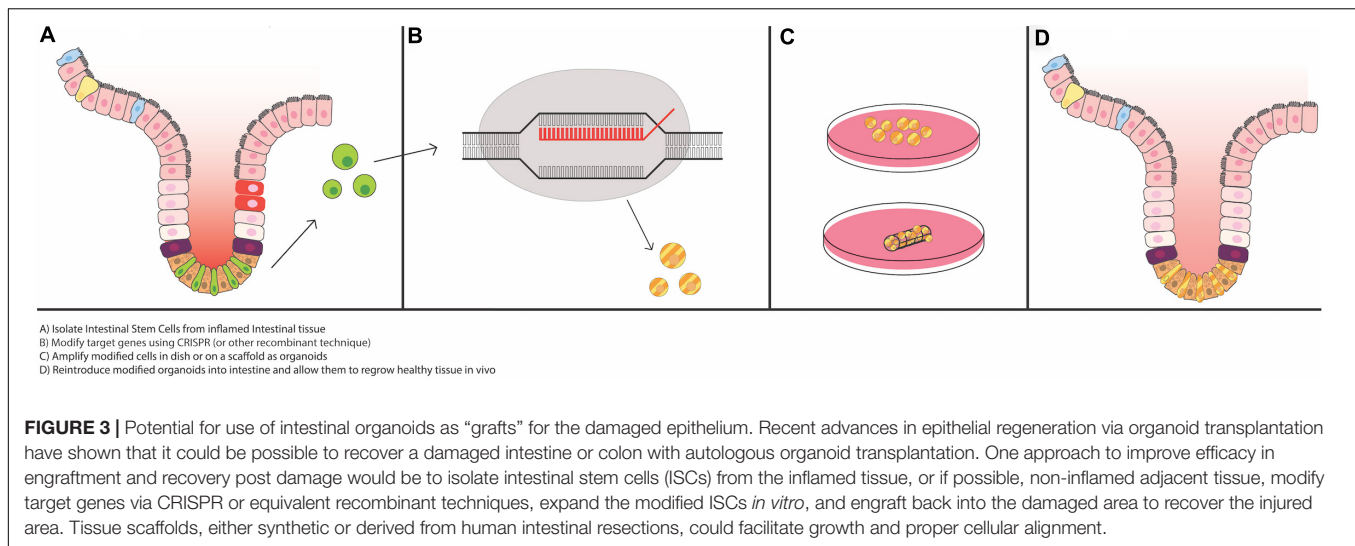 A
B
C
D
A) Isolate Intestinal Stem Cells from inflamed Intestinal tissue
B) Modify target genes using CRISPR (or other recombinant technique)
C) Amplify modified cells in dish or on a scaffold as organoids
D) Reintroduce modified organoids into intestine and allow them to regrow healthy tissue in vivo
FIGURE 3 | Potential for use of intestinal organoids as “grafts” for the damaged epithelium. Recent advances in epithelial regeneration via organoid transplantation
have shown that it could be possible to recover a damaged intestine or colon with autologous organoid transplantation. One approach to improve efficacy in
engraftment and recovery post damage would be to isolate intestinal stem cells (ISCs) from the inflamed tissue, or if possible, non-inflamed adjacent tissue, modify
target genes via CRISPR or equivalent recombinant techniques, expand the modified ISCs in vitro, and engraft back into the damaged area to recover the injured
area. Tissue scaffolds, either synthetic or derived from human intestinal resections, could facilitate growth and proper cellular alignment.